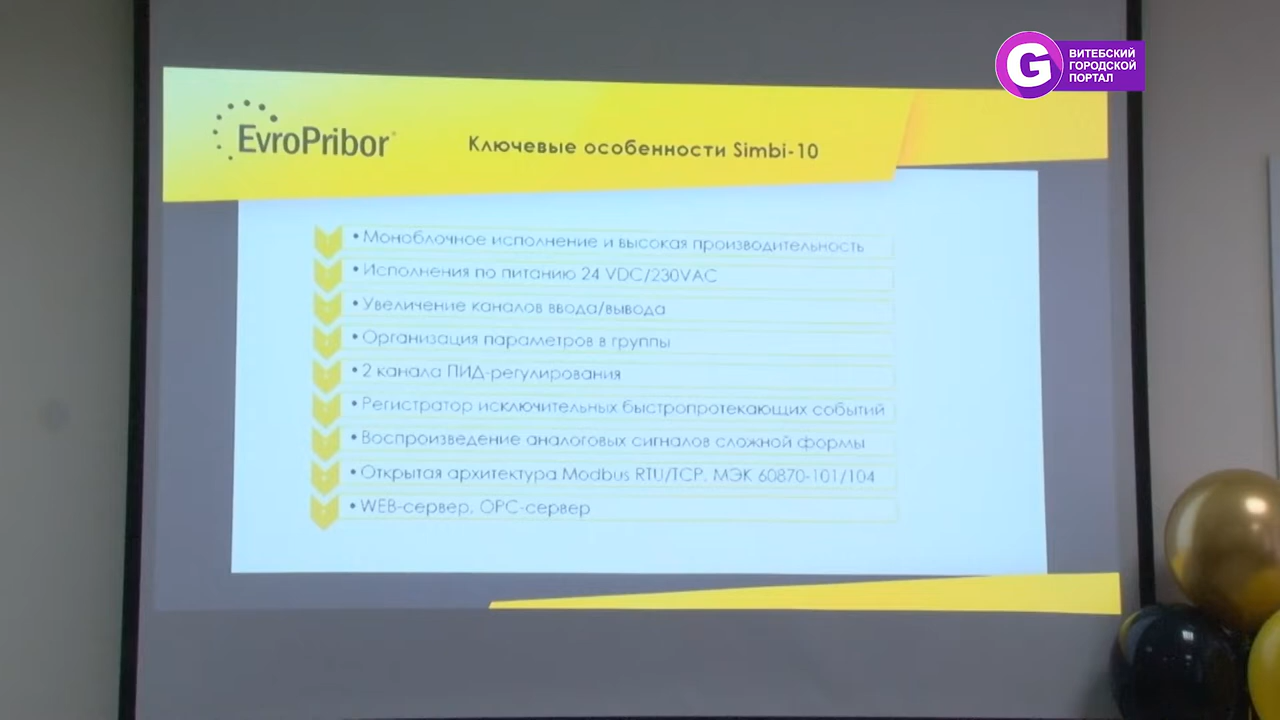 ВИТЕБСКИЙ
ГОРОДСКОЙ
ПОРТАЛ
G
EvroPribor
Ключевые особенности Simbi-10
• Моноблочное исполнение и высокая производительность
• Исполнения по питанию 24 VDC/230VAC
• Увеличение каналов ввода/вывода
• Организация параметров в группы
• 2 канала ПИД-регулирования
• Регистратор исключительных быстропротекающих событий
• Воспроизведение аналоговых сигналов сложной формы
• Открытая архитектура Modbus RTU/TCP, МЭК 60870-101/104
• WEB-сервер, OPC-сервер